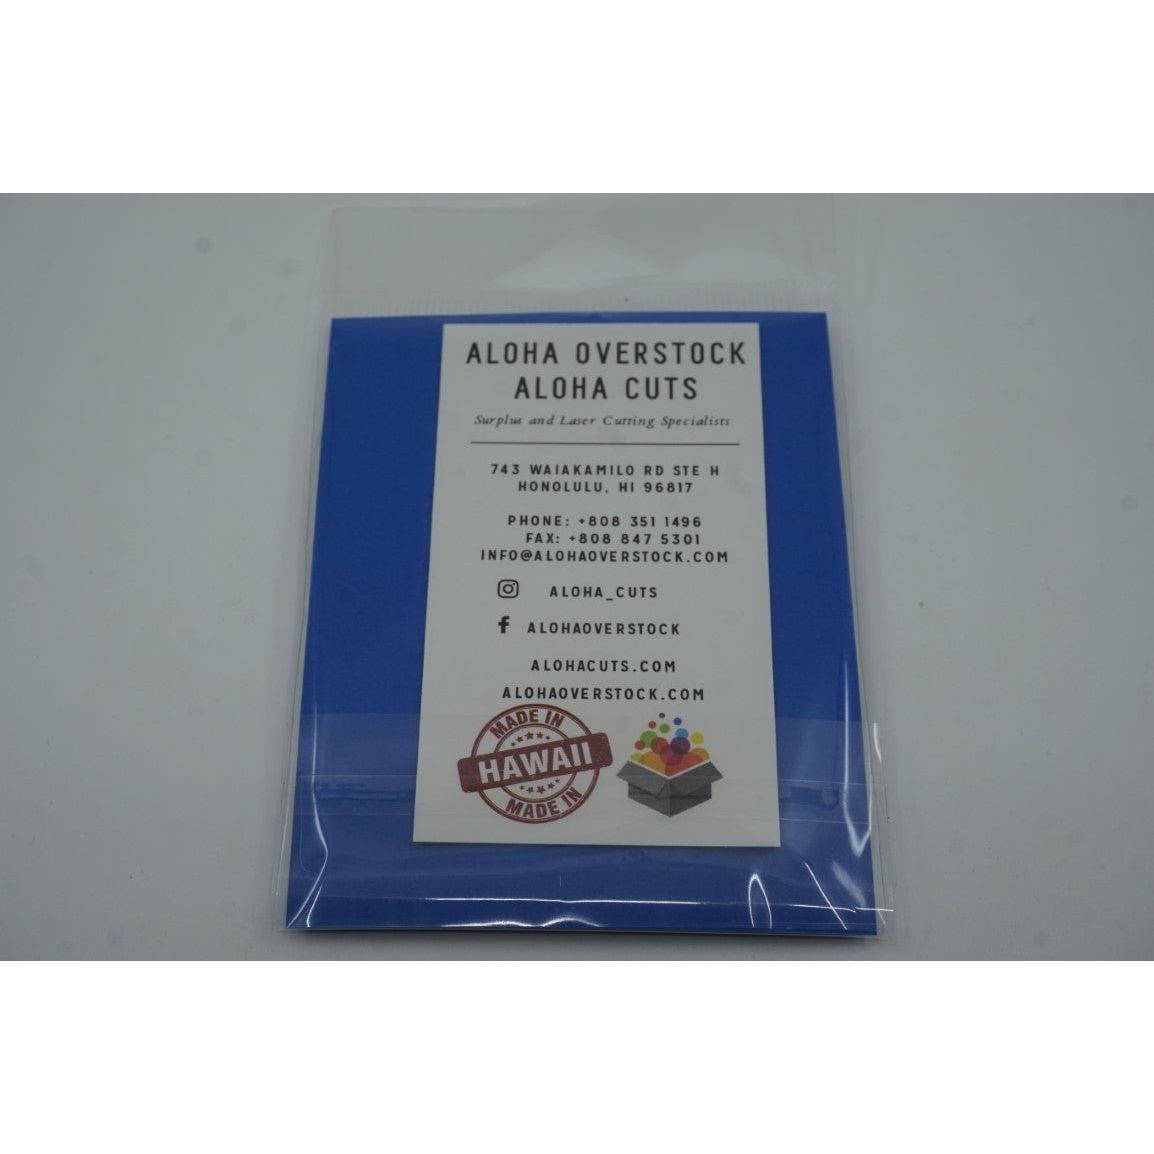 ALOHA OVERSTOCK
ALOHA CUTS
Surplus and Laser Cutting Specialists
743 WAIAKAMILO RD STE H
HONOLULU, HI 96817
PHONE: +808 351 1496
FAX: +808 847 5301
INFO@ALOHAOVERSTOCK.COM
ALOHA_CUTS
ALOHAOVERSTOCK
ALOHACUTS.COM
ALOHAOVERSTOCK.COM
MADE IN
HAWAII
MADE IN